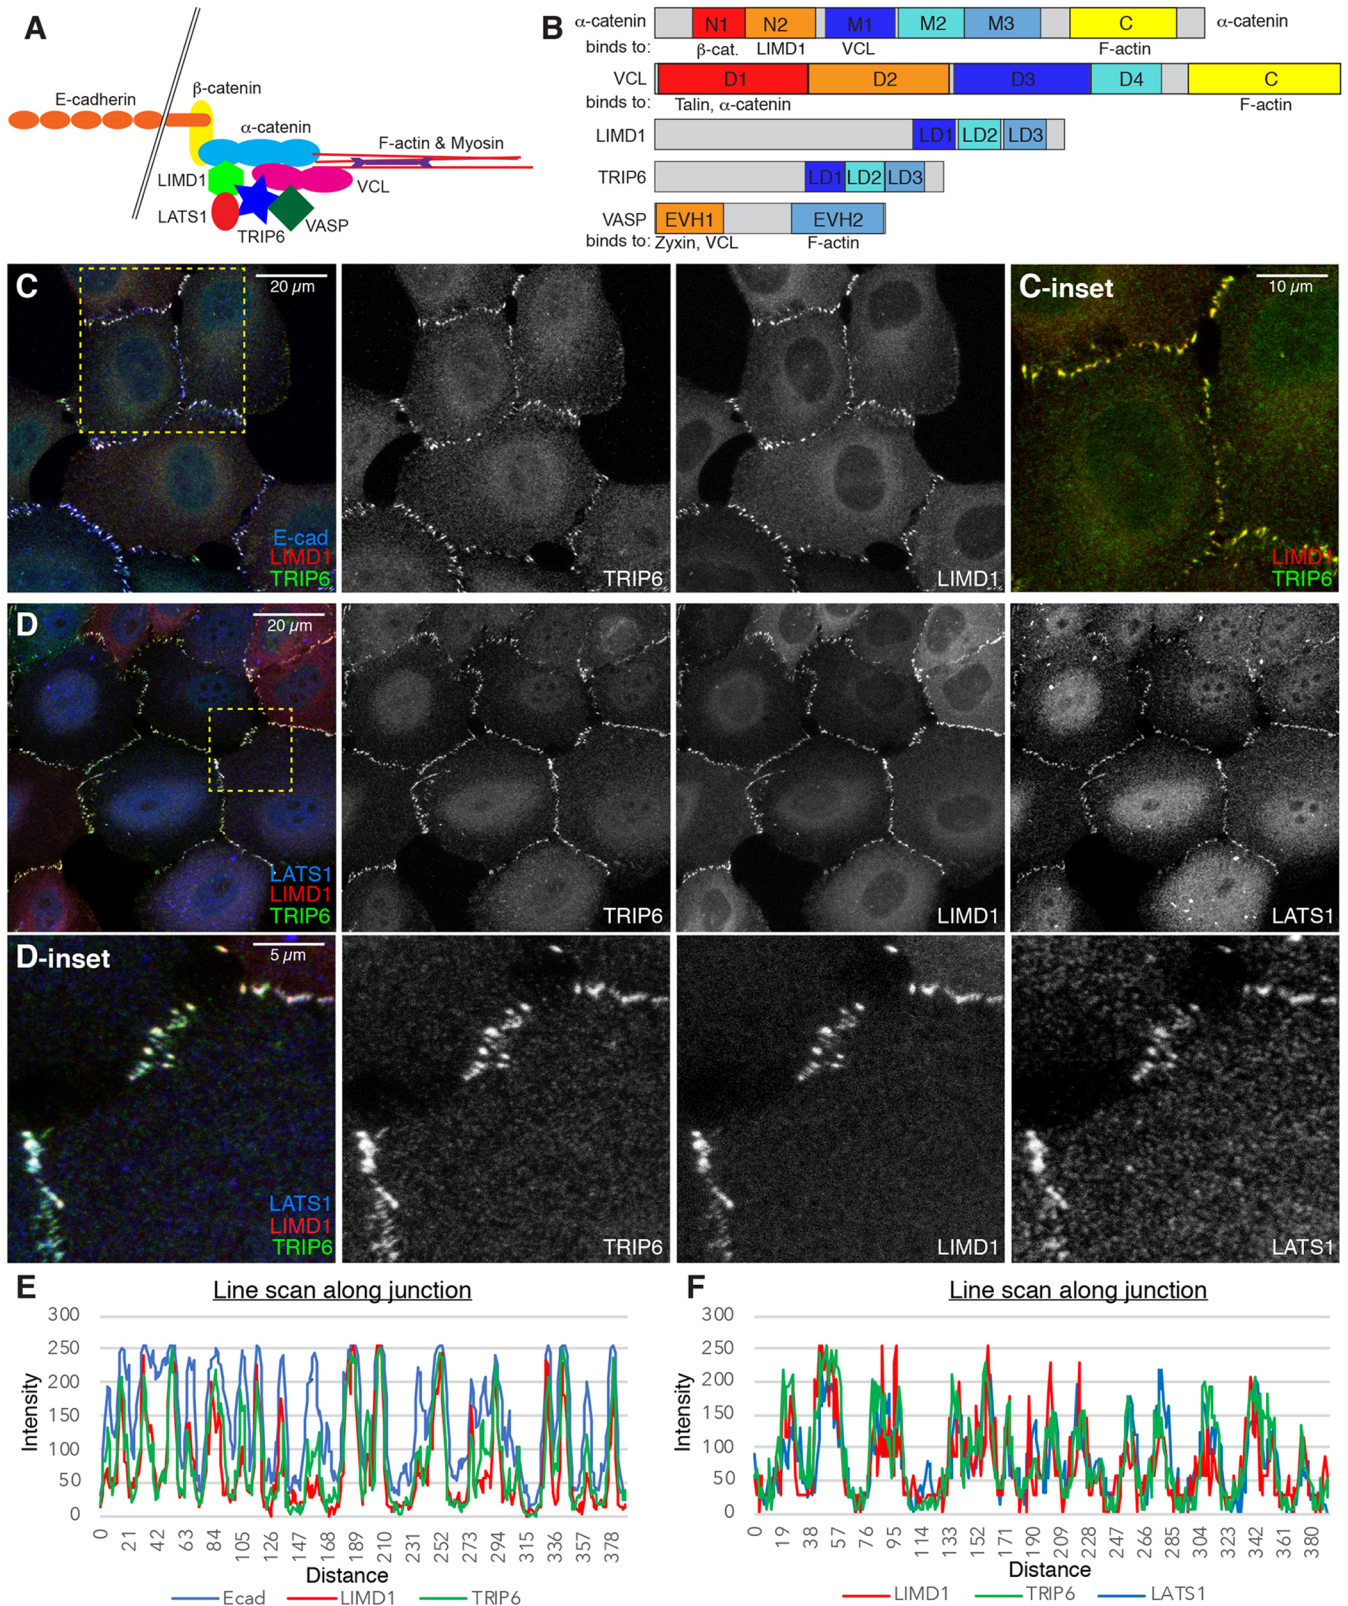 A
E-cadherin
β-catenin
α-catenin
F-actin & Myosin
LIMD1
VCL
LATS1
TRIP6
VASP
B
α-catenin N1 N2 M1 M2 M3 C α-catenin
binds to: β-cat. LIMD1 VCL F-actin
VCL D1 D2 D3 D4 C
binds to: Talin, α-catenin F-actin
LIMD1 LD1 LD2 LD3
TRIP6 LD1 LD2 LD3
VASP EVH1 EVH2
binds to: Zyxin, VCL F-actin
C
20 µm
E-cad
LIMD1
TRIP6
TRIP6
LIMD1
C-inset
10 µm
LIMD1
TRIP6
D
20 µm
LATS1
LIMD1
TRIP6
TRIP6
LIMD1
LATS1
D-inset
5 µm
LATS1
LIMD1
TRIP6
TRIP6
LIMD1
LATS1
E
Line scan along junction
300
250
200
150
100
50
0
Intensity
0 21 42 63 84 105 126 147 168 189 210 231 252 273 294 315 336 357 378
Distance
Ecad LIMD1 TRIP6
F
Line scan along junction
300
250
200
150
100
50
0
Intensity
0 19 38 57 76 95 114 133 152 171 190 209 228 247 266 285 304 323 342 361 380
Distance
LIMD1 TRIP6 LATS1